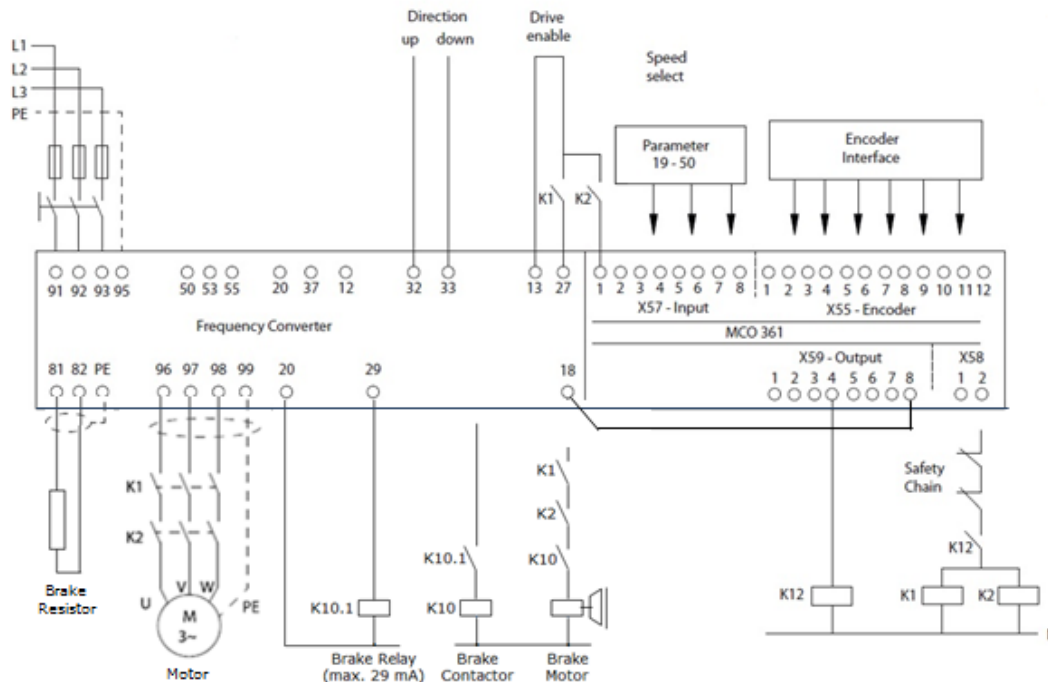 Direction
up down
Drive
enable
Speed
select
L1
L2
L3
PE
Parameter
19 - 50
Encoder
Interface
K1 K2
91 92 93 95 50 53 55 20 37 12 32 33 13 27 1 2 3 4 5 6 7 8 1 2 3 4 5 6 7 8 9 10 11 12
X57 - Input X55 - Encoder
Frequency Converter
MCO 361
X59 - Output X58
81 82 PE 96 97 98 99 20 29 18 1 2 3 4 5 6 7 8 1 2
K1
K2
K1
K2
K10.1 K10
Safety
Chain
K12
Brake
Resistor
U V W PE
M
3~
Motor
K10.1
K10
K12
K1 K2
Brake Relay
(max. 29 mA)
Brake
Contactor
Brake
Motor